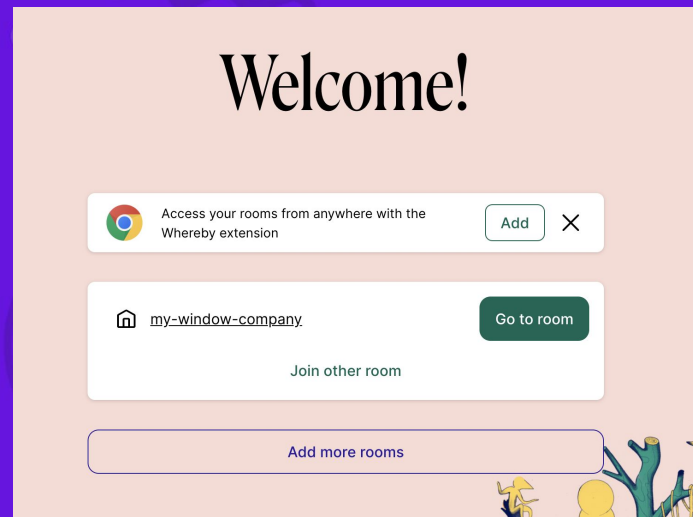 Welcome!
Access your rooms from anywhere with the
Whereby extension
Add
my-window-company
Go to room
Join other room
Add more rooms